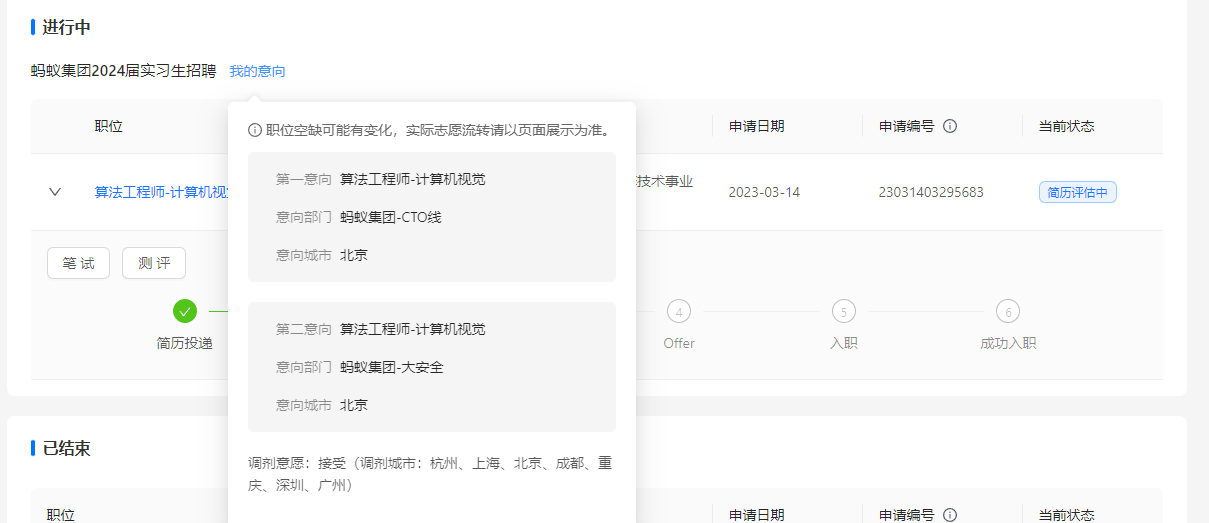 进行中
蚂蚁集团2024届实习生招聘 我的意向
职位 申请日期 申请编号 当前状态
职位空缺可能有变化，实际志愿流转请以页面展示为准。
第一意向 算法工程师-计算机视觉
意向部门 蚂蚁集团-CTO线
意向城市 北京
算法工程师-计算机视 技术事业 2023-03-14 23031403295683 简历评估中
笔 试 测 评
简历投递
4 Offer
5 入职
6 成功入职
第二意向 算法工程师-计算机视觉
意向部门 蚂蚁集团-大安全
意向城市 北京
调剂意愿：接受（调剂城市：杭州、上海、北京、成都、重
庆、深圳、广州）
已结束
职位 申请日期 申请编号 当前状态